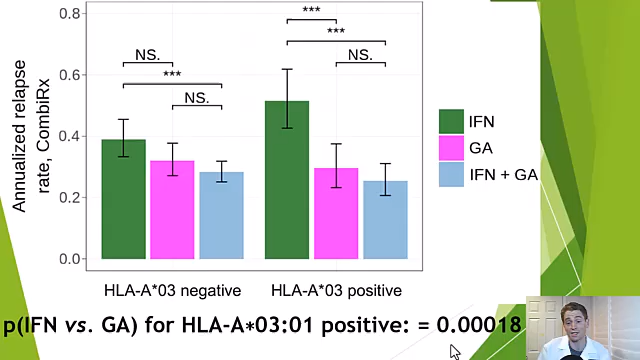 0.8
0.6
0.4
0.2
0.0
Annualized relapse
rate, CombiRx
NS.
***
NS.
***
***
NS.
IFN
GA
IFN + GA
HLA-A*03 negative
HLA-A*03 positive
p(IFN vs. GA) for HLA-A*03:01 positive: = 0.00018